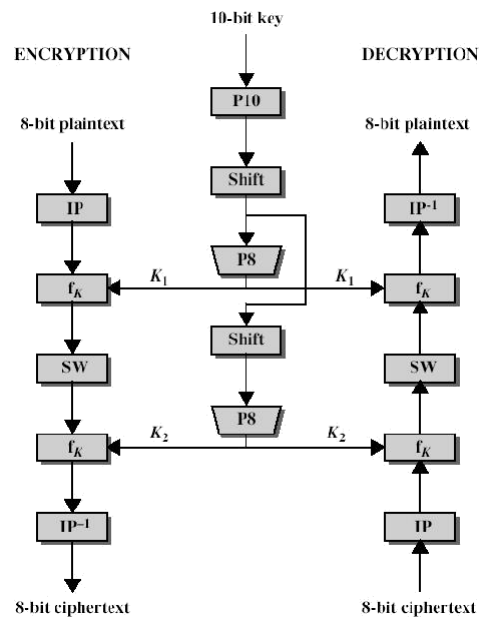 10-bit key
ENCRYPTION
DECRYPTION
P10
8-bit plaintext
8-bit plaintext
Shift
IP
IP-1
P8
fK
K1
K1
fK
Shift
SW
SW
P8
fK
K2
K2
fK
IP–1
IP
8-bit ciphertext
8-bit ciphertext